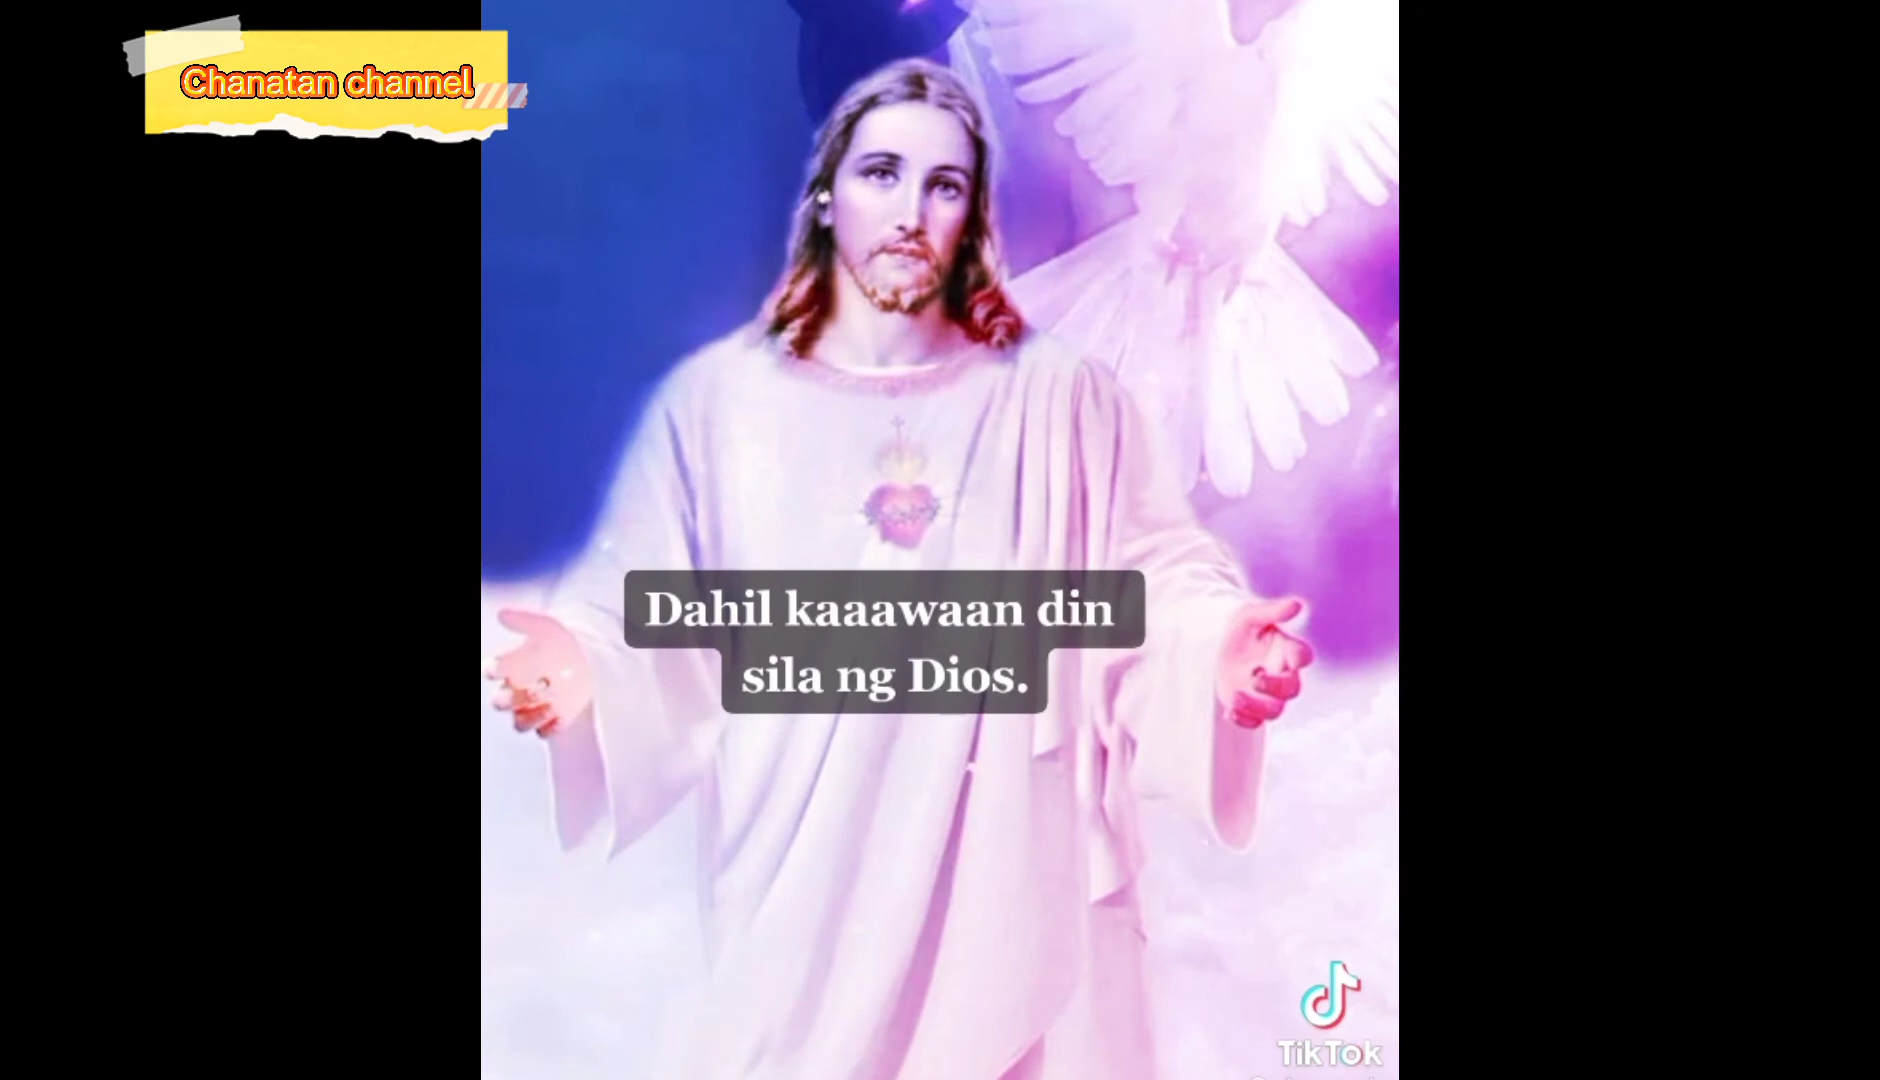 Chanatan channel
Dahil kaaawaan din
sila ng Dios.
TikTok